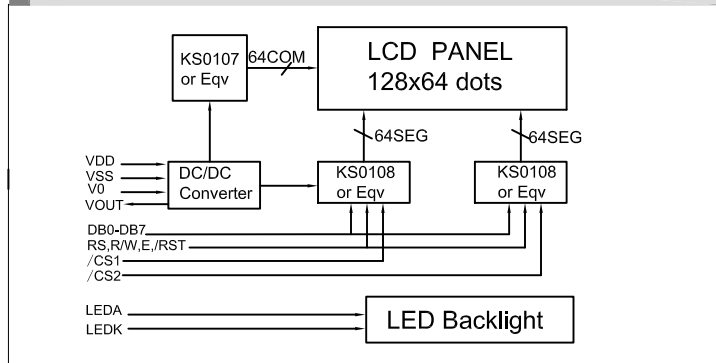 KS0107
or Eqv
64COM
LCD PANEL
128x64 dots
64SEG
64SEG
VDD
VSS
V0
VOUT
DC/DC
Converter
KS0108
or Eqv
KS0108
or Eqv
DB0-DB7
RS,R/W,E,/RST
/CS1
/CS2
LEDA
LEDK
LED Backlight